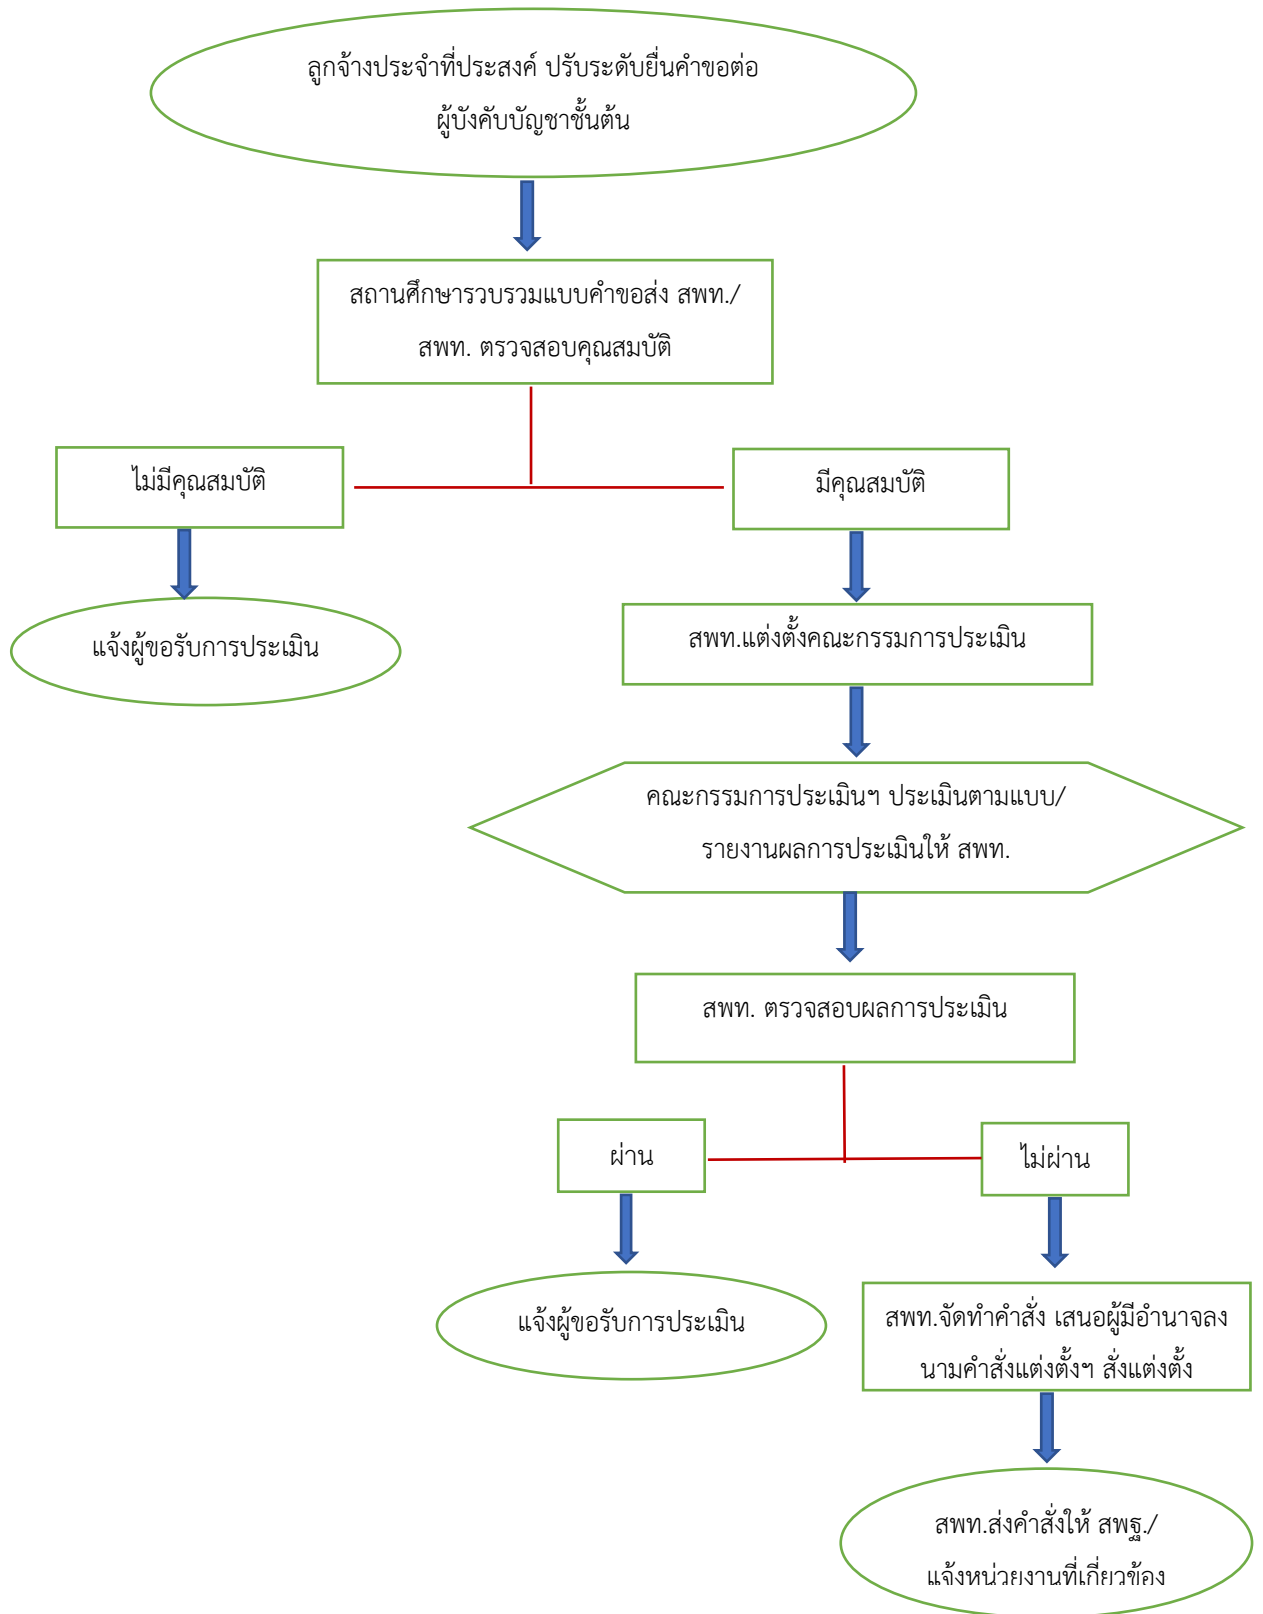 ลูกจ้างประจำที่ประสงค์ ปรับระดับยื่นคำขอต่อ
ผู้บังคับบัญชาชั้นต้น
สถานศึกษารวบรวมแบบคำขอส่ง สพท./
สพท. ตรวจสอบคุณสมบัติ
ไม่มีคุณสมบัติ
มีคุณสมบัติ
แจ้งผู้ขอรับการประเมิน
สพท.แต่งตั้งคณะกรรมการประเมิน
คณะกรรมการประเมินฯ ประเมินตามแบบ/
รายงานผลการประเมินให้ สพท.
สพท. ตรวจสอบผลการประเมิน
ผ่าน
ไม่ผ่าน
แจ้งผู้ขอรับการประเมิน
สพท.จัดทำคำสั่ง เสนอผู้มีอำนาจลง
นามคำสั่งแต่งตั้งฯ สั่งแต่งตั้ง
สพท.ส่งคำสั่งให้ สพฐ./
แจ้งหน่วยงานที่เกี่ยวข้อง